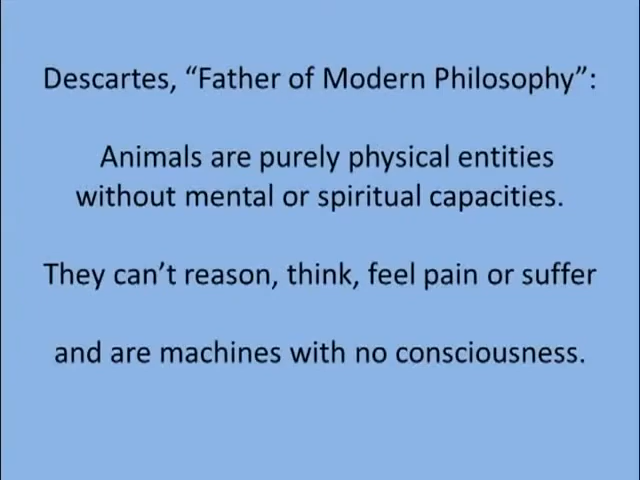 Descartes, “Father of Modern Philosophy”:
Animals are purely physical entities
without mental or spiritual capacities.
They can’t reason, think, feel pain or suffer
and are machines with no consciousness.